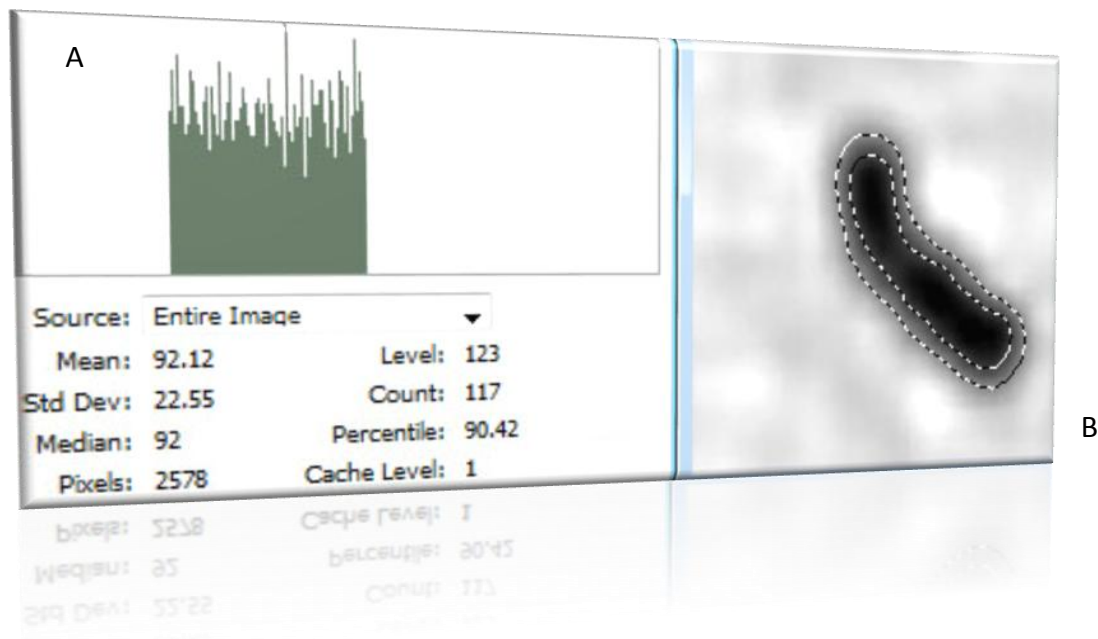 A
Source: Entire Image
Mean: 92.12 Level: 123
Std Dev: 22.55 Count: 117
Median: 92 Percentile: 90.42
Pixels: 2578 Cache Level: 1
B